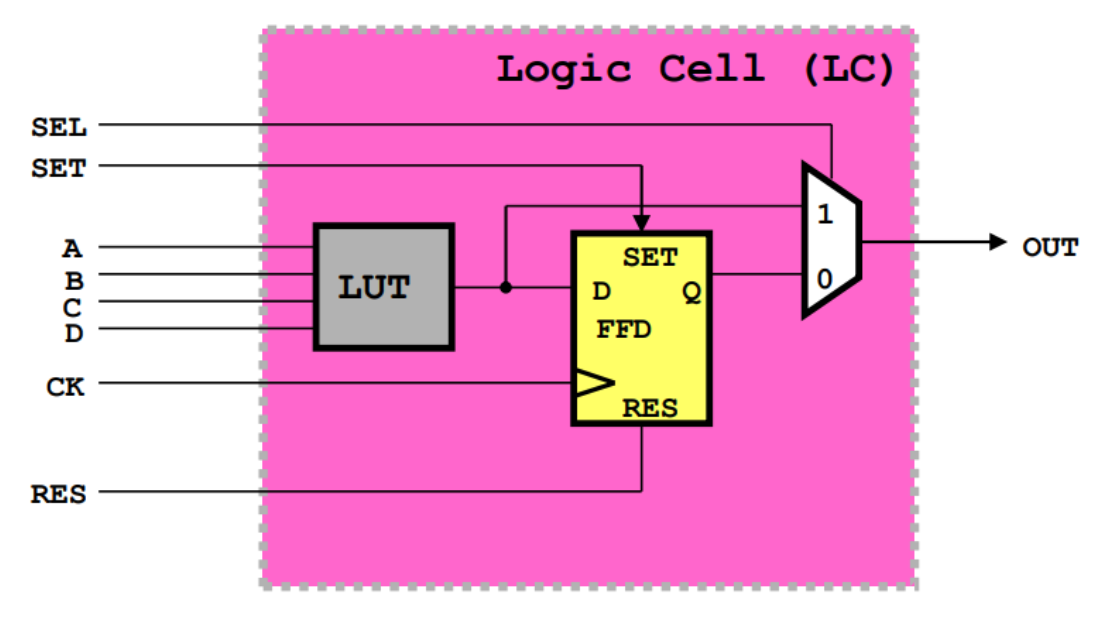 Logic Cell (LC)
SEL
SET
1
A
OUT
SET
B
LUT
D
Q
0
C
D
FFD
CK
RES
RES